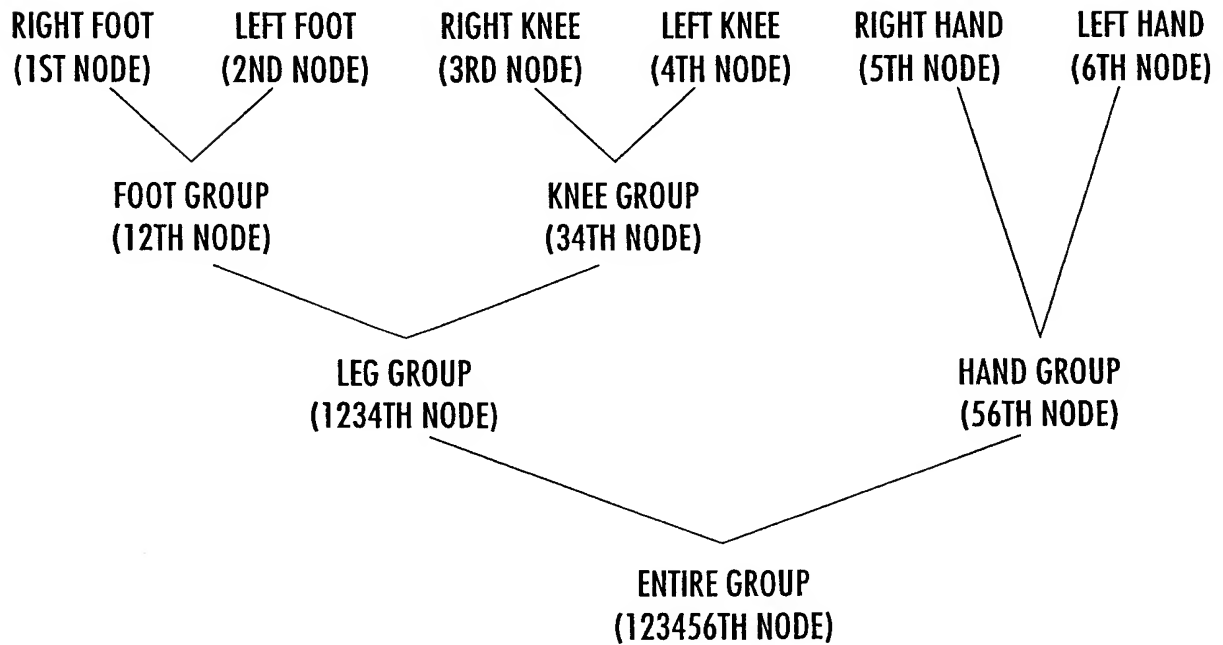 RIGHT FOOT LEFT FOOT RIGHT KNEE LEFT KNEE RIGHT HAND LEFT HAND
(1ST NODE) (2ND NODE) (3RD NODE) (4TH NODE) (5TH NODE) (6TH NODE)
FOOT GROUP KNEE GROUP
(12TH NODE) (34TH NODE)
LEG GROUP HAND GROUP
(1234TH NODE) (56TH NODE)
ENTIRE GROUP
(123456TH NODE)